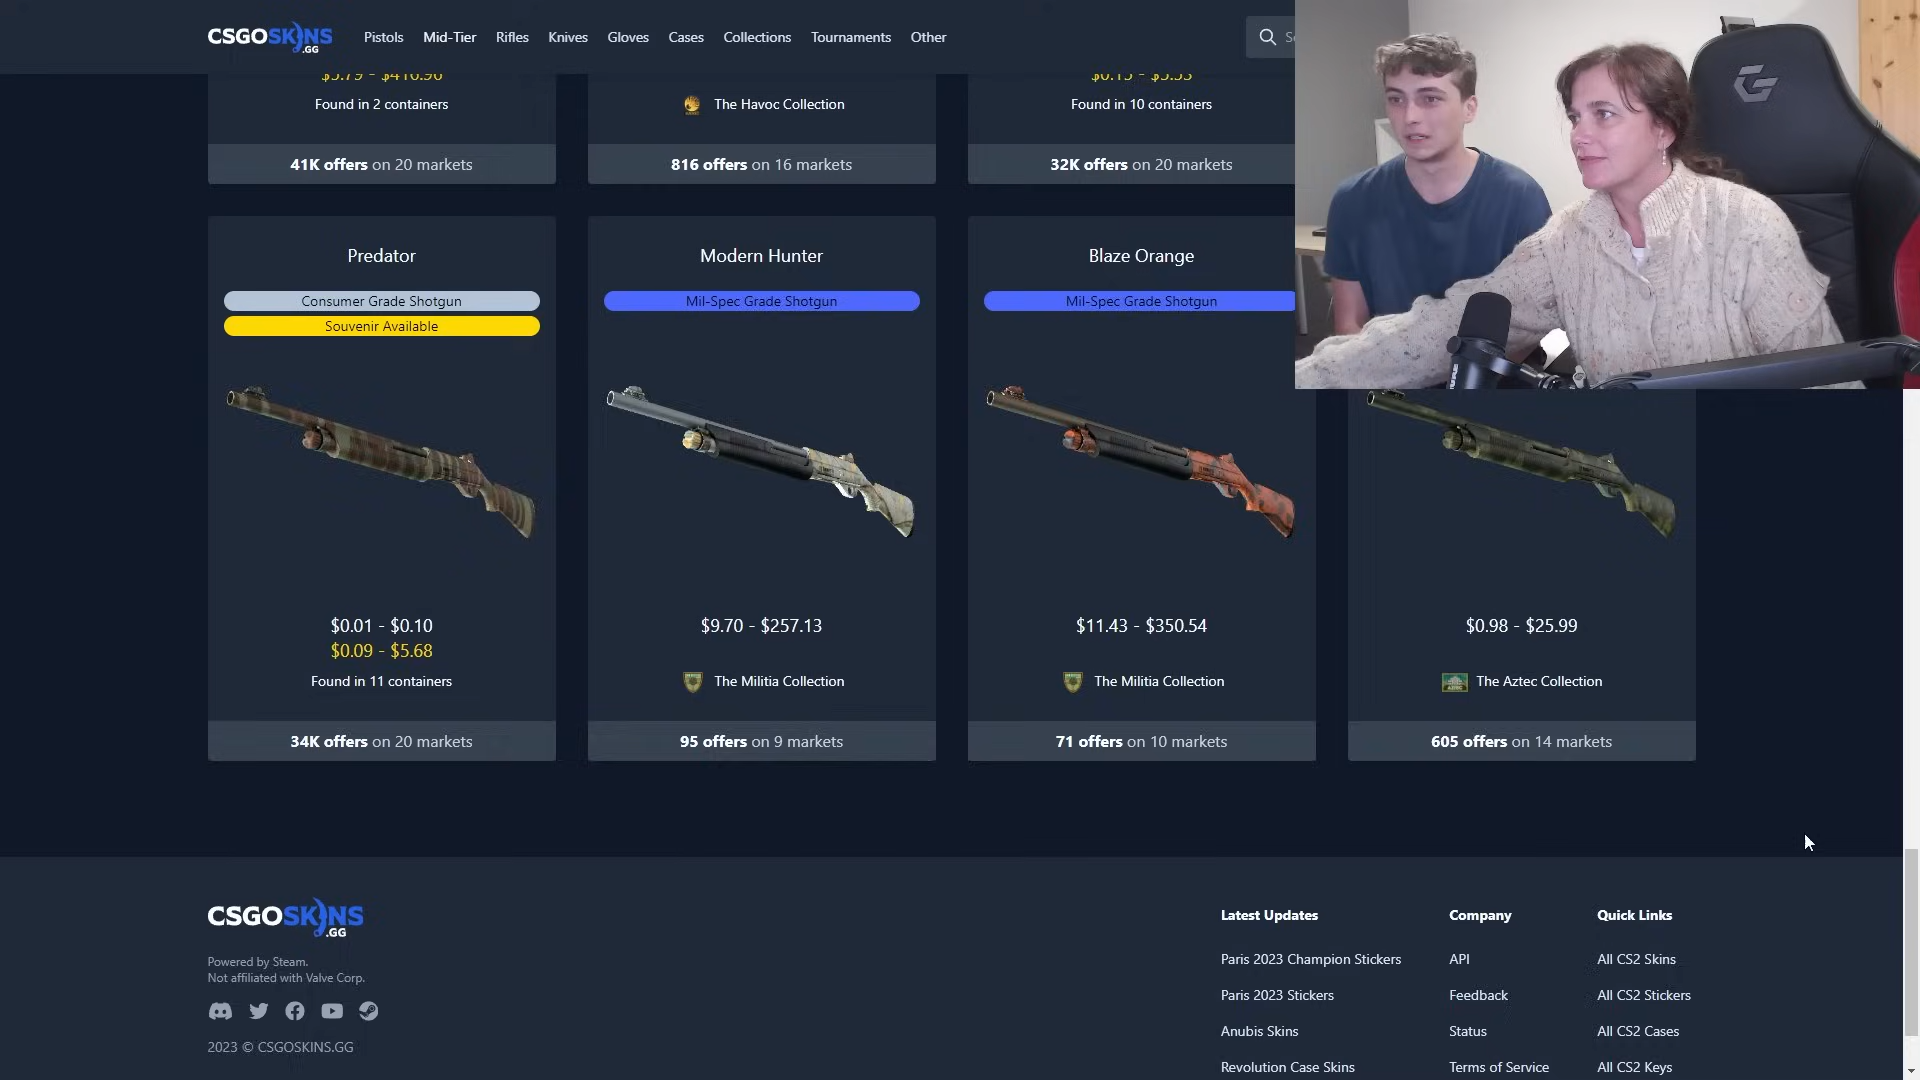 CSGOSKINS
.GG
Pistols
Mid-Tier
Rifles
Knives
Gloves
Cases
Collections
Tournaments
Other
$3.79 - $416.96
Found in 2 containers
41K offers on 20 markets
The Havoc Collection
816 offers on 16 markets
$0.15 - $5.53
Found in 10 containers
32K offers on 20 markets
Predator
Consumer Grade Shotgun
Souvenir Available
$0.01 - $0.10
$0.09 - $5.68
Found in 11 containers
34K offers on 20 markets
Modern Hunter
Mil-Spec Grade Shotgun
$9.70 - $257.13
The Militia Collection
95 offers on 9 markets
Blaze Orange
Mil-Spec Grade Shotgun
$11.43 - $350.54
The Militia Collection
71 offers on 10 markets
$0.98 - $25.99
The Aztec Collection
605 offers on 14 markets
CSGOSKINS
.GG
Powered by Steam.
Not affiliated with Valve Corp.
2023 © CSGOSKINS.GG
Latest Updates
Paris 2023 Champion Stickers
Paris 2023 Stickers
Anubis Skins
Revolution Case Skins
Company
API
Feedback
Status
Terms of Service
Quick Links
All CS2 Skins
All CS2 Stickers
All CS2 Cases
All CS2 Keys